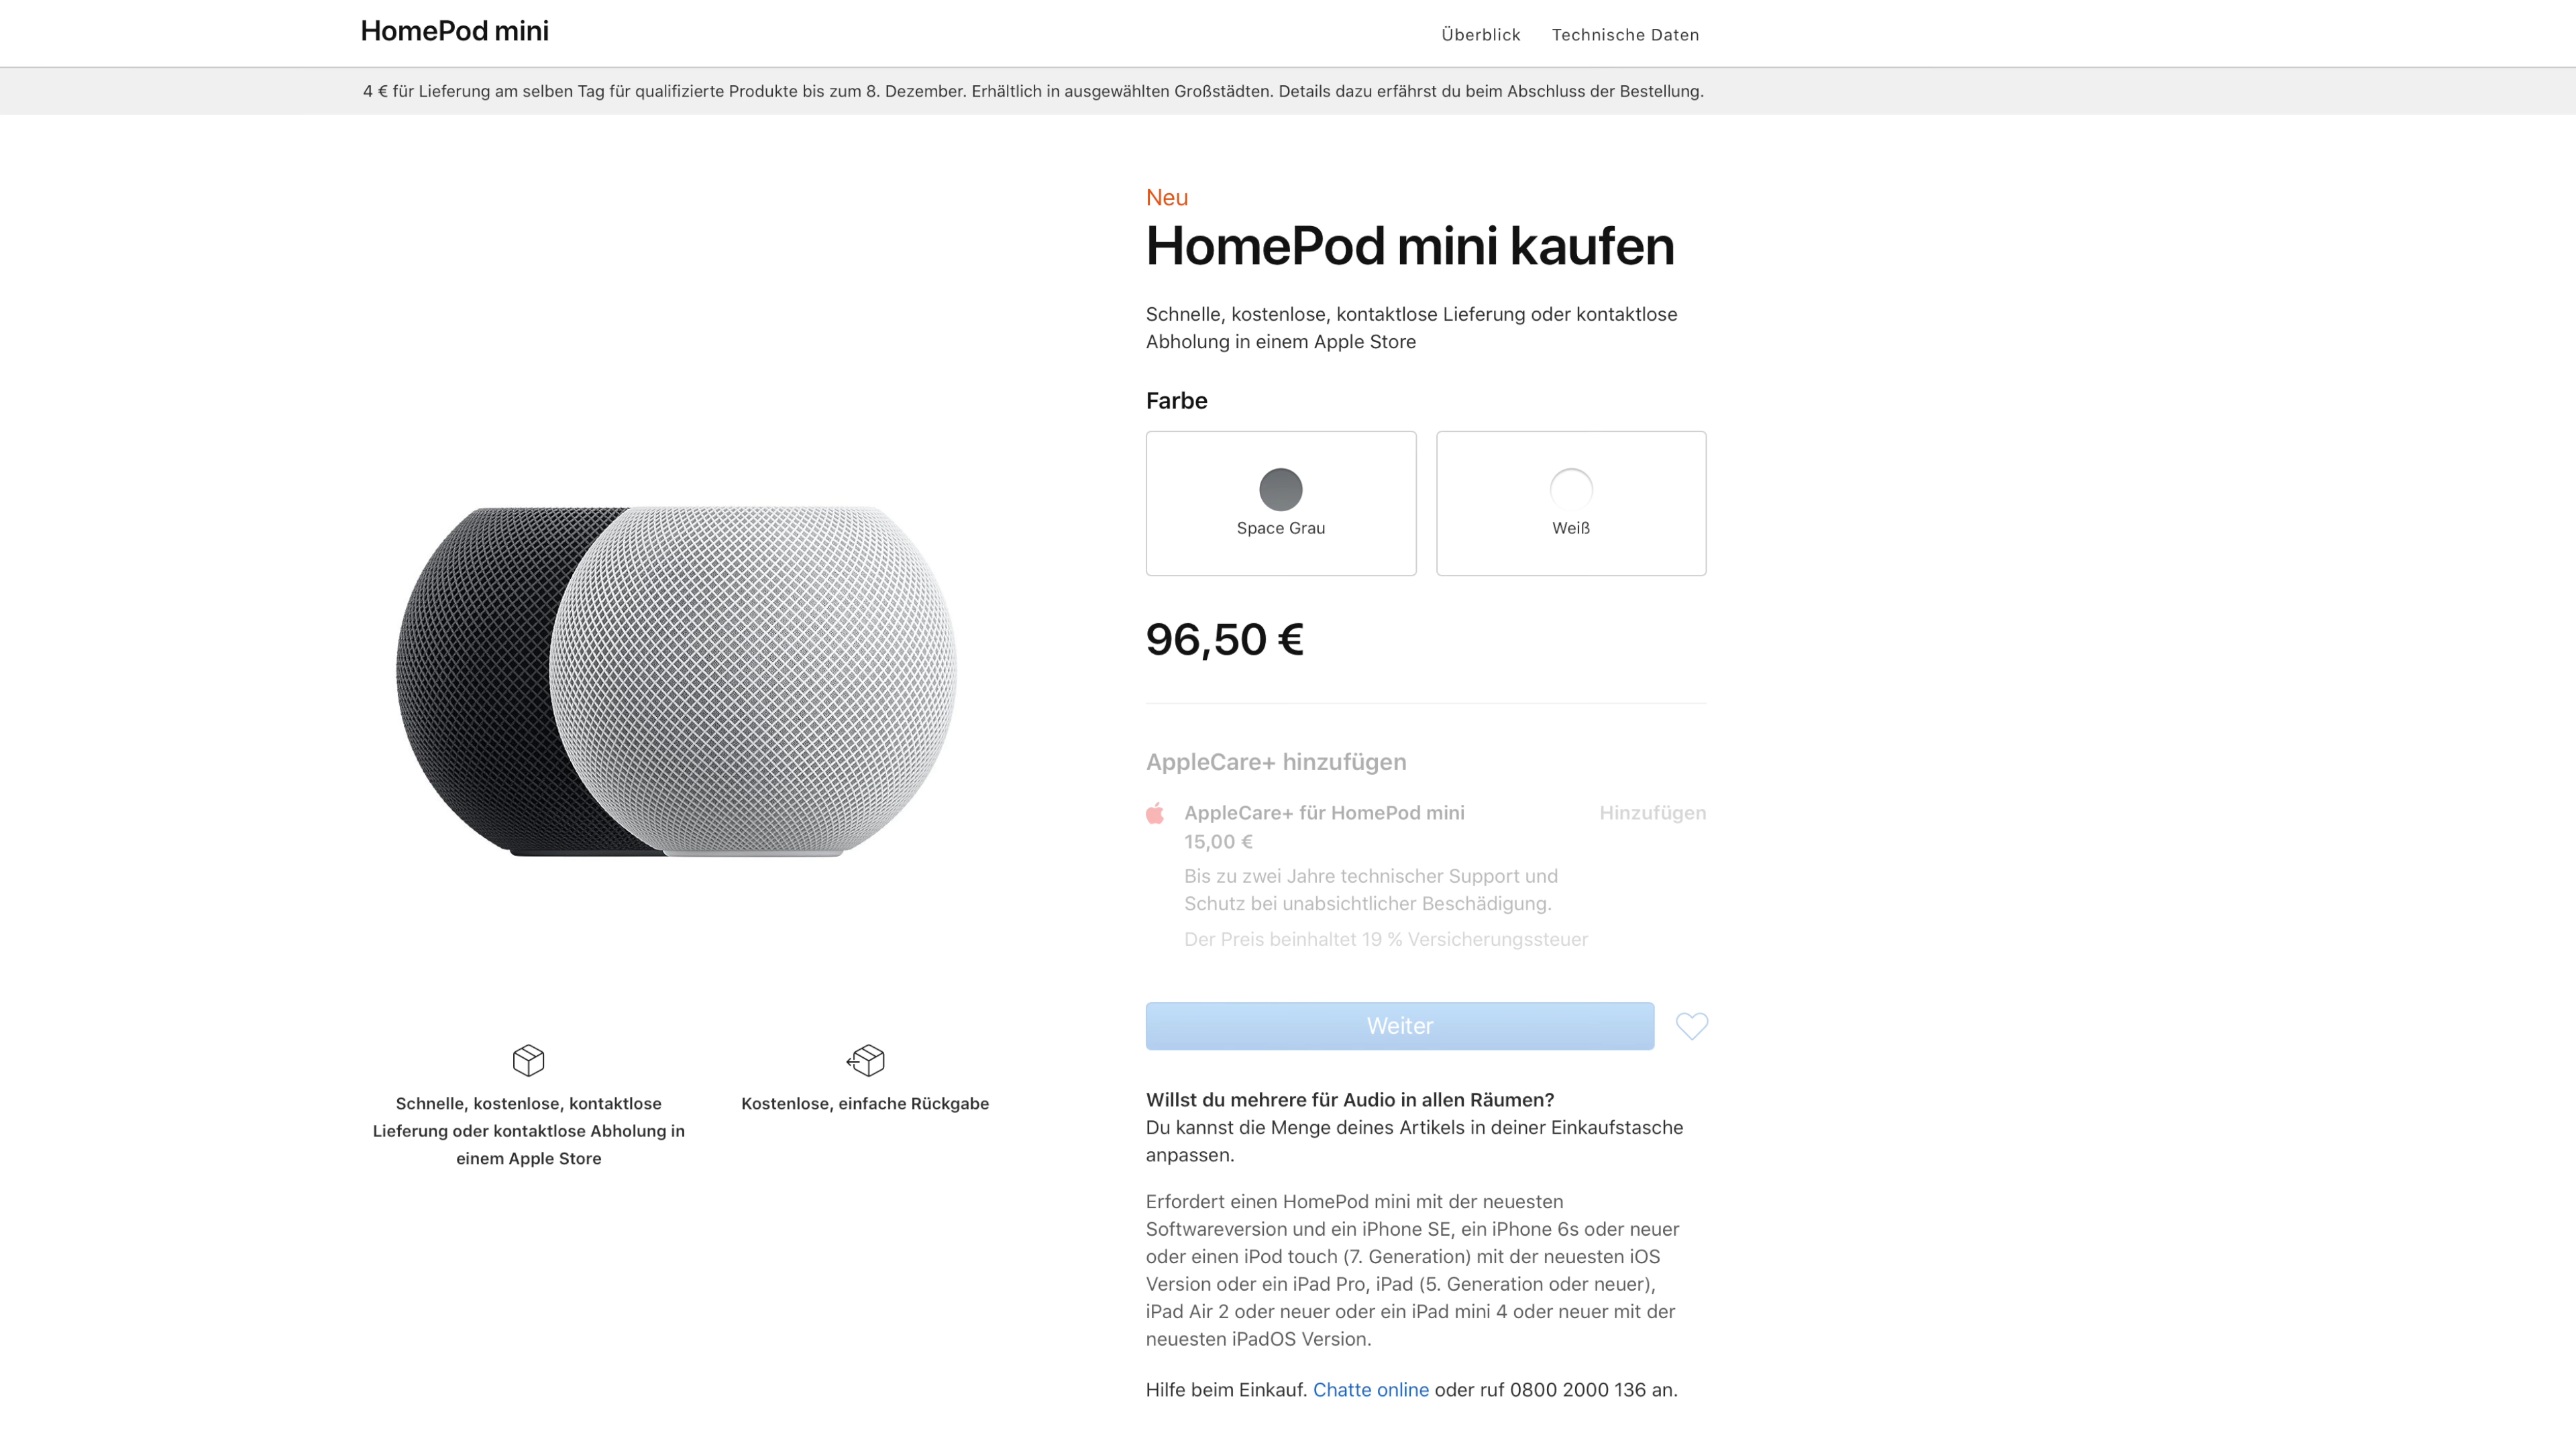 HomePod mini
Überblick
Technische Daten
4 € für Lieferung am selben Tag für qualifizierte Produkte bis zum 8. Dezember. Erhältlich in ausgewählten Großstädten. Details dazu erfährst du beim Abschluss der Bestellung.
Neu
HomePod mini kaufen
Schnelle, kostenlose, kontaktlose Lieferung oder kontaktlose
Abholung in einem Apple Store
Farbe
Space Grau
Weiß
96,50 €
AppleCare+ hinzufügen
AppleCare+ für HomePod mini
Hinzufügen
15,00 €
Bis zu zwei Jahre technischer Support und
Schutz bei unabsichtlicher Beschädigung.
Der Preis beinhaltet 19 % Versicherungssteuer
Weiter
Schnelle, kostenlose, kontaktlose
Lieferung oder kontaktlose Abholung in
einem Apple Store
Kostenlose, einfache Rückgabe
Willst du mehrere für Audio in allen Räumen?
Du kannst die Menge deines Artikels in deiner Einkaufstasche
anpassen.
Erfordert einen HomePod mini mit der neuesten
Softwareversion und ein iPhone SE, ein iPhone 6s oder neuer
oder einen iPod touch (7. Generation) mit der neuesten iOS
Version oder ein iPad Pro, iPad (5. Generation oder neuer),
iPad Air 2 oder neuer oder ein iPad mini 4 oder neuer mit der
neuesten iPadOS Version.
Hilfe beim Einkauf. Chatte online oder ruf 0800 2000 136 an.